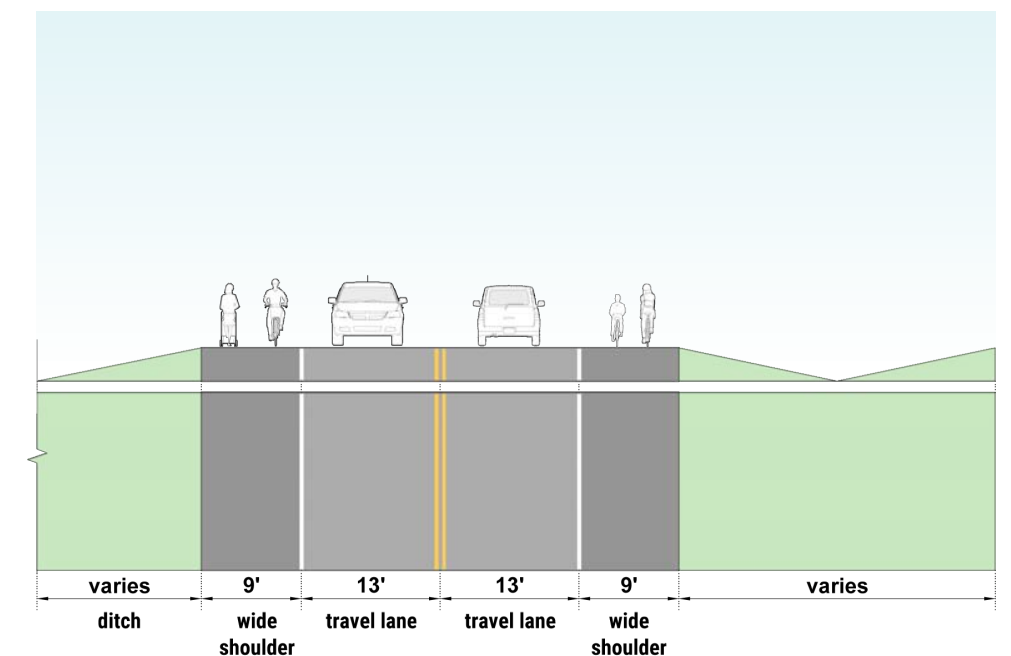 varies 9' 13' 13' 9' varies
ditch wide shoulder travel lane travel lane wide shoulder